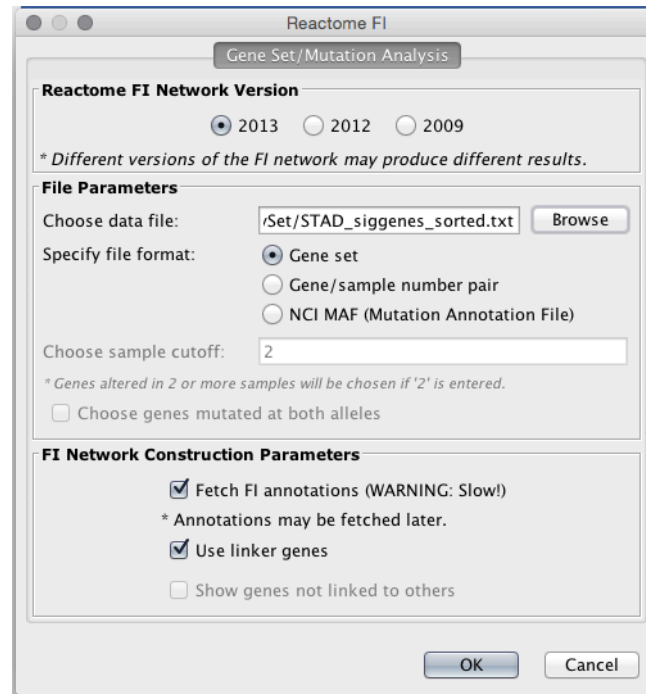 Reactome FI
Gene Set/Mutation Analysis
Reactome FI Network Version
2013 2012 2009
* Different versions of the FI network may produce different results.
File Parameters
Choose data file: /Set/STAD_siggenes_sorted.txt Browse
Specify file format: Gene set
Gene/sample number pair
NCI MAF (Mutation Annotation File)
Choose sample cutoff: 2
* Genes altered in 2 or more samples will be chosen if '2' is entered.
Choose genes mutated at both alleles
FI Network Construction Parameters
Fetch FI annotations (WARNING: Slow!)
* Annotations may be fetched later.
Use linker genes
Show genes not linked to others
OK Cancel